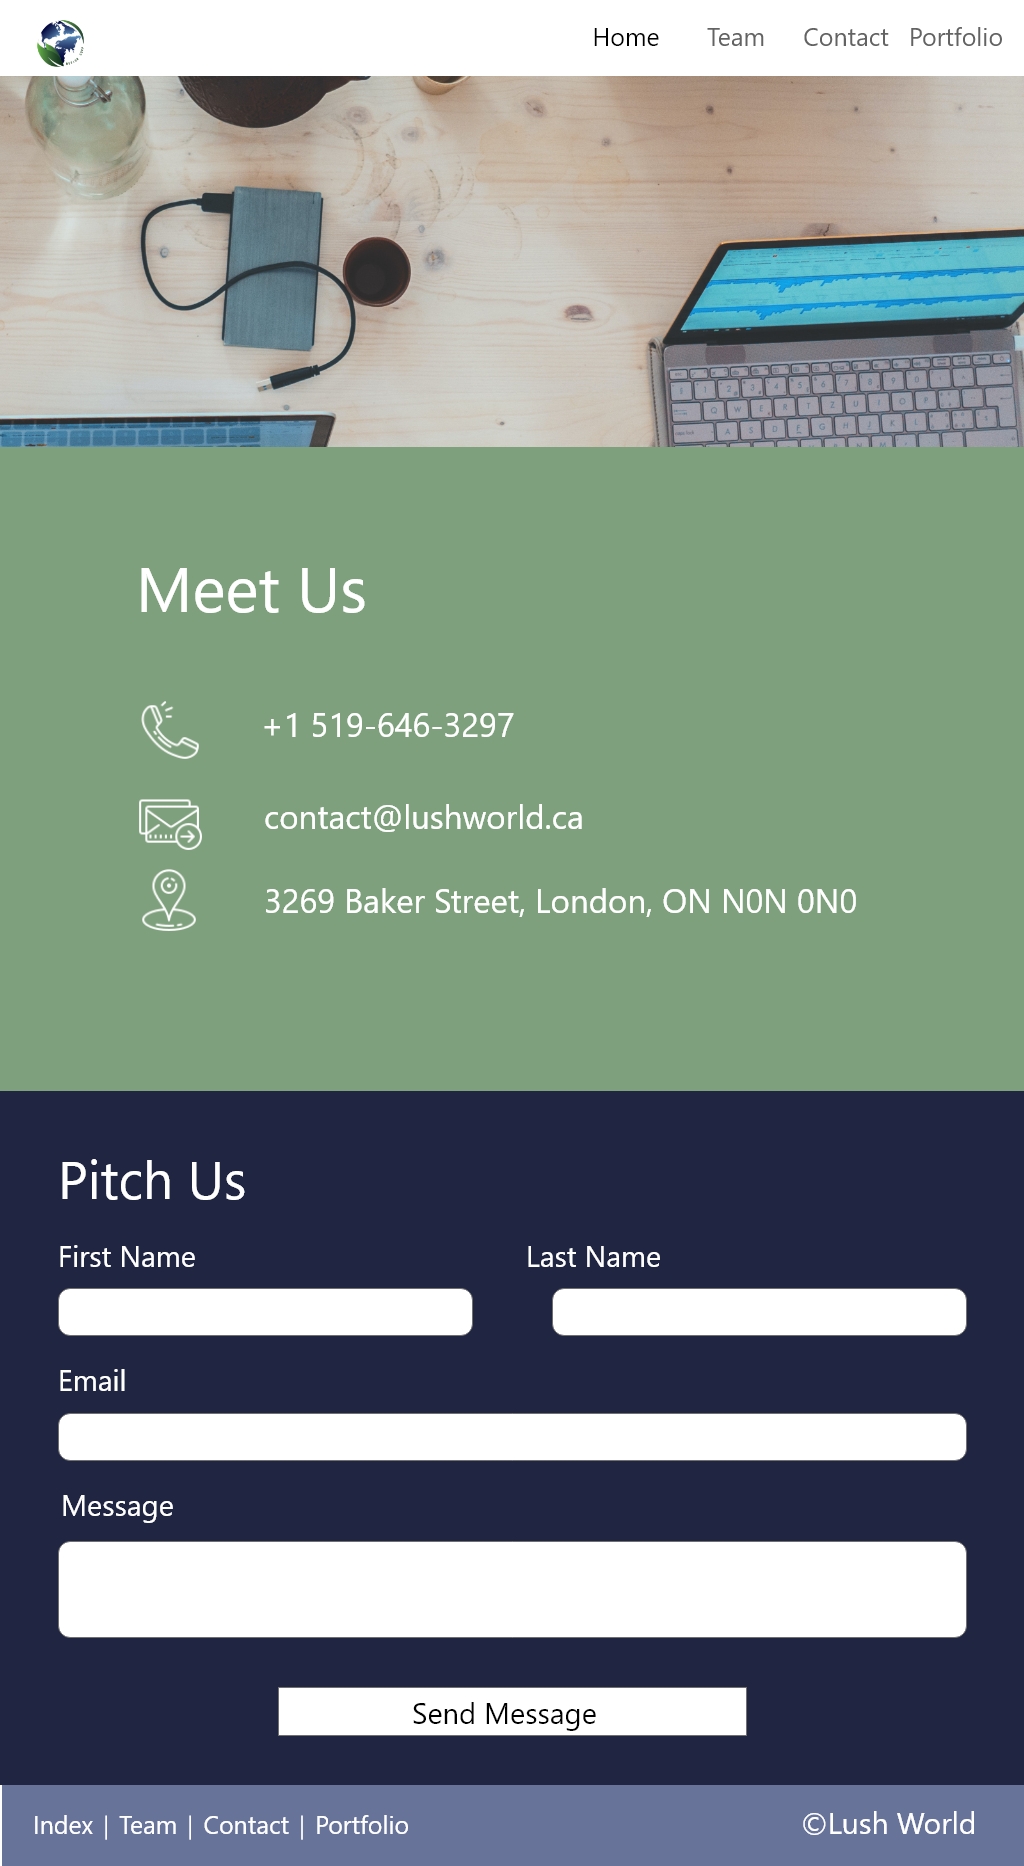 Home Team Contact Portfolio
Meet Us
+1 519-646-3297
contact@lushworld.ca
3269 Baker Street, London, ON N0N 0N0
Pitch Us
First Name Last Name
Email
Message
Send Message
Index | Team | Contact | Portfolio
©Lush World